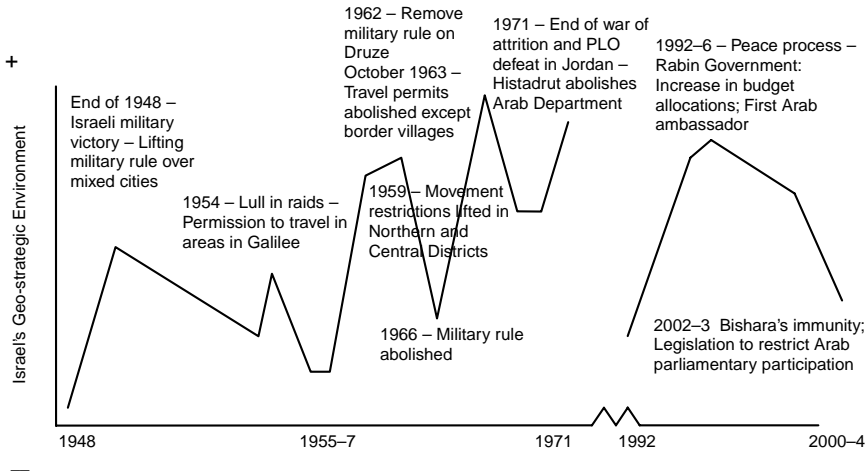 +
Israel's Geo-strategic Environment
End of 1948 –
Israeli military
victory – Lifting
military rule over
mixed cities
1954 – Lull in raids –
Permission to travel in
areas in Galilee
1962 – Remove
military rule on
Druze
October 1963 –
Travel permits
abolished except
border villages
1959 – Movement
restrictions lifted in
Northern and
Central Districts
1966 – Military rule
abolished
1971 – End of war of
attrition and PLO
defeat in Jordan –
Histadrut abolishes
Arab Department
1992–6 – Peace process –
Rabin Government:
Increase in budget
allocations; First Arab
ambassador
2002–3 Bishara's immunity;
Legislation to restrict Arab
parliamentary participation
1948
1955–7
1971
1992
2000–4
–